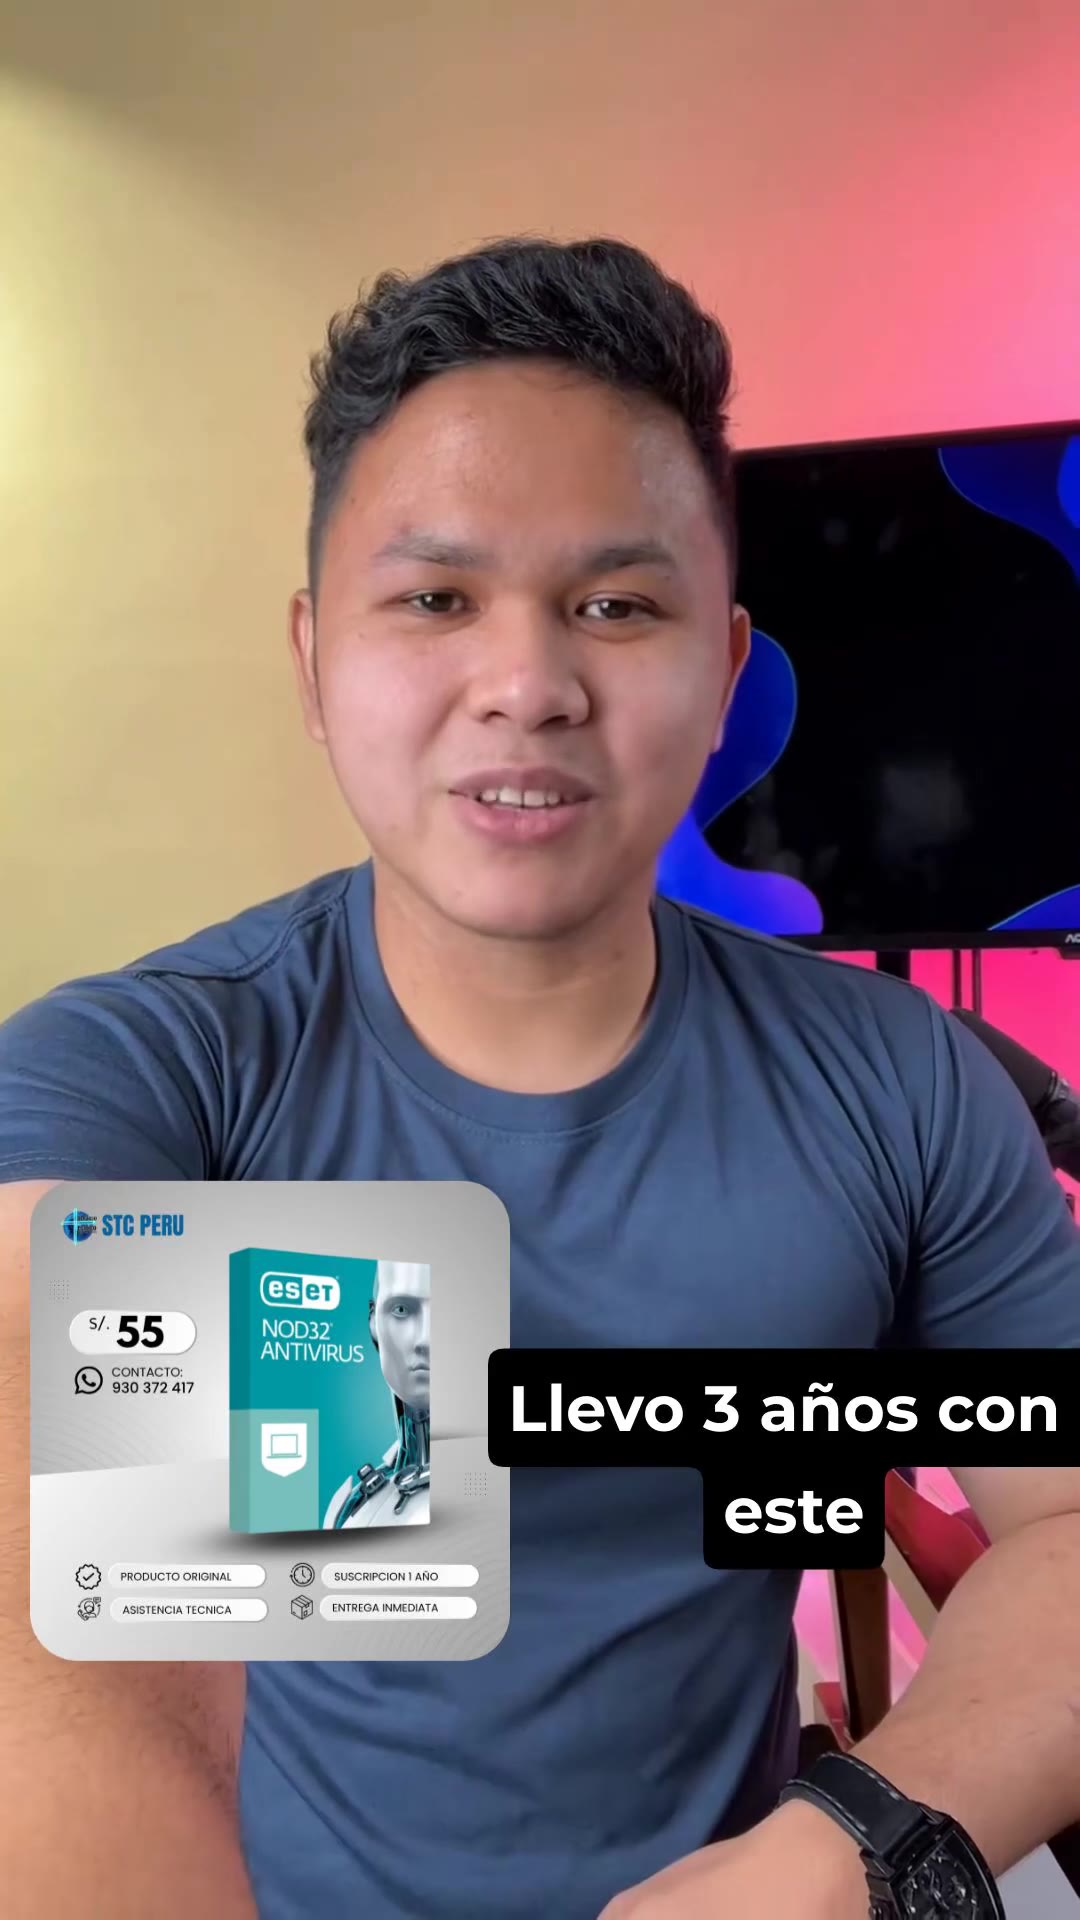 STC PERU
S/. 55
CONTACTO:
930 372 417
eseT
NOD32®
ANTIVIRUS
PRODUCTO ORIGINAL
SUSCRIPCION 1 AÑO
ASISTENCIA TECNICA
ENTREGA INMEDIATA
Llevo 3 años con
este